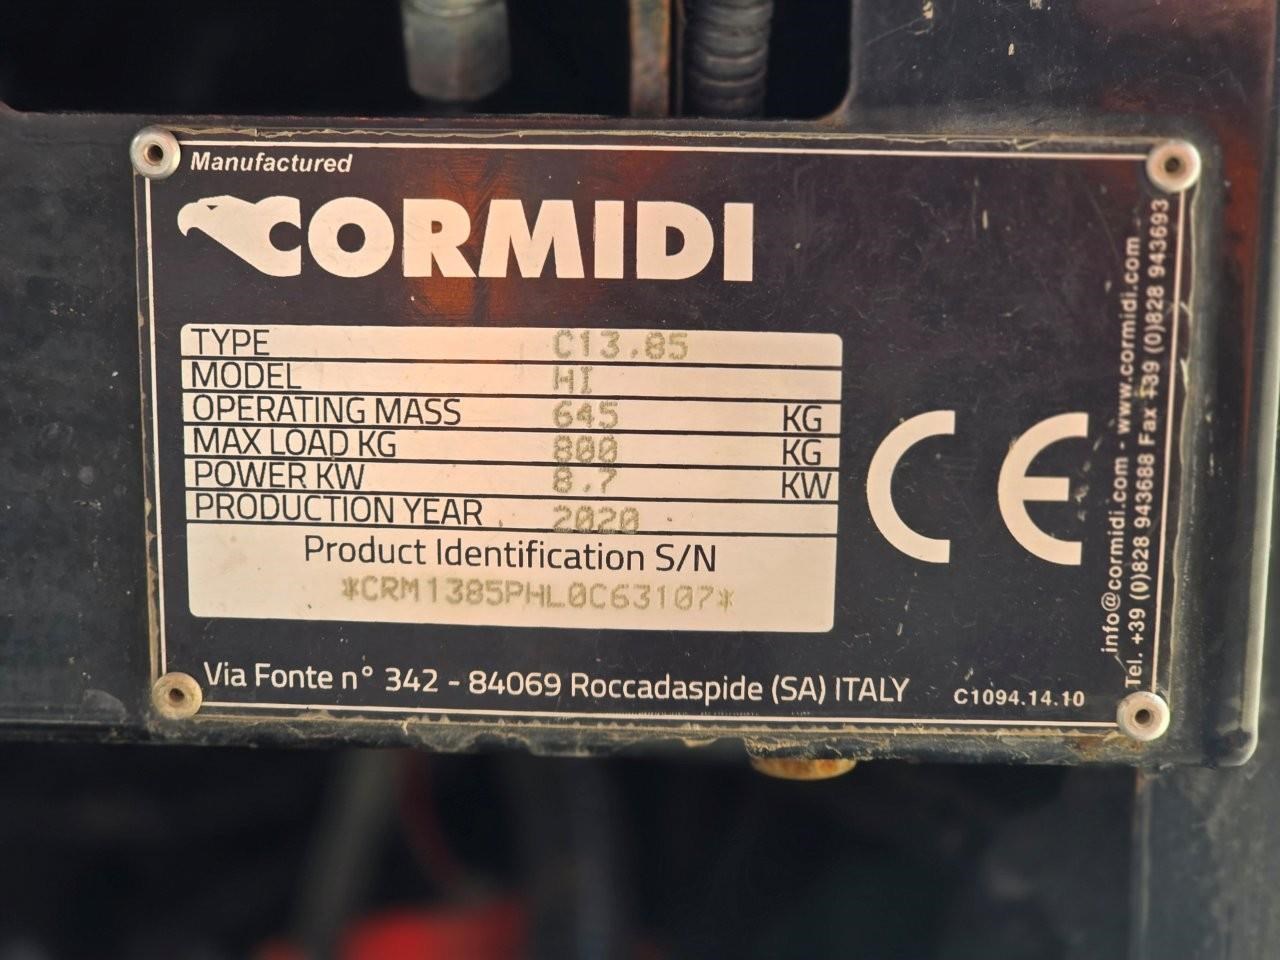 Manufactured
CORMIDI
TYPE C13.85
MODEL HI
OPERATING MASS 645 KG
MAX LOAD KG 800 KG
POWER KW 8.7 KW
PRODUCTION YEAR 2020
Product Identification S/N
*CRM1385PHL0C63107*
Via Fonte n° 342 - 84069 Roccadaspide (SA) ITALY
C1094.14.10
CE
info@cormidi.com - www.cormidi.com
Tel. +39 (0)828 943688 Fax +39 (0)828 943693